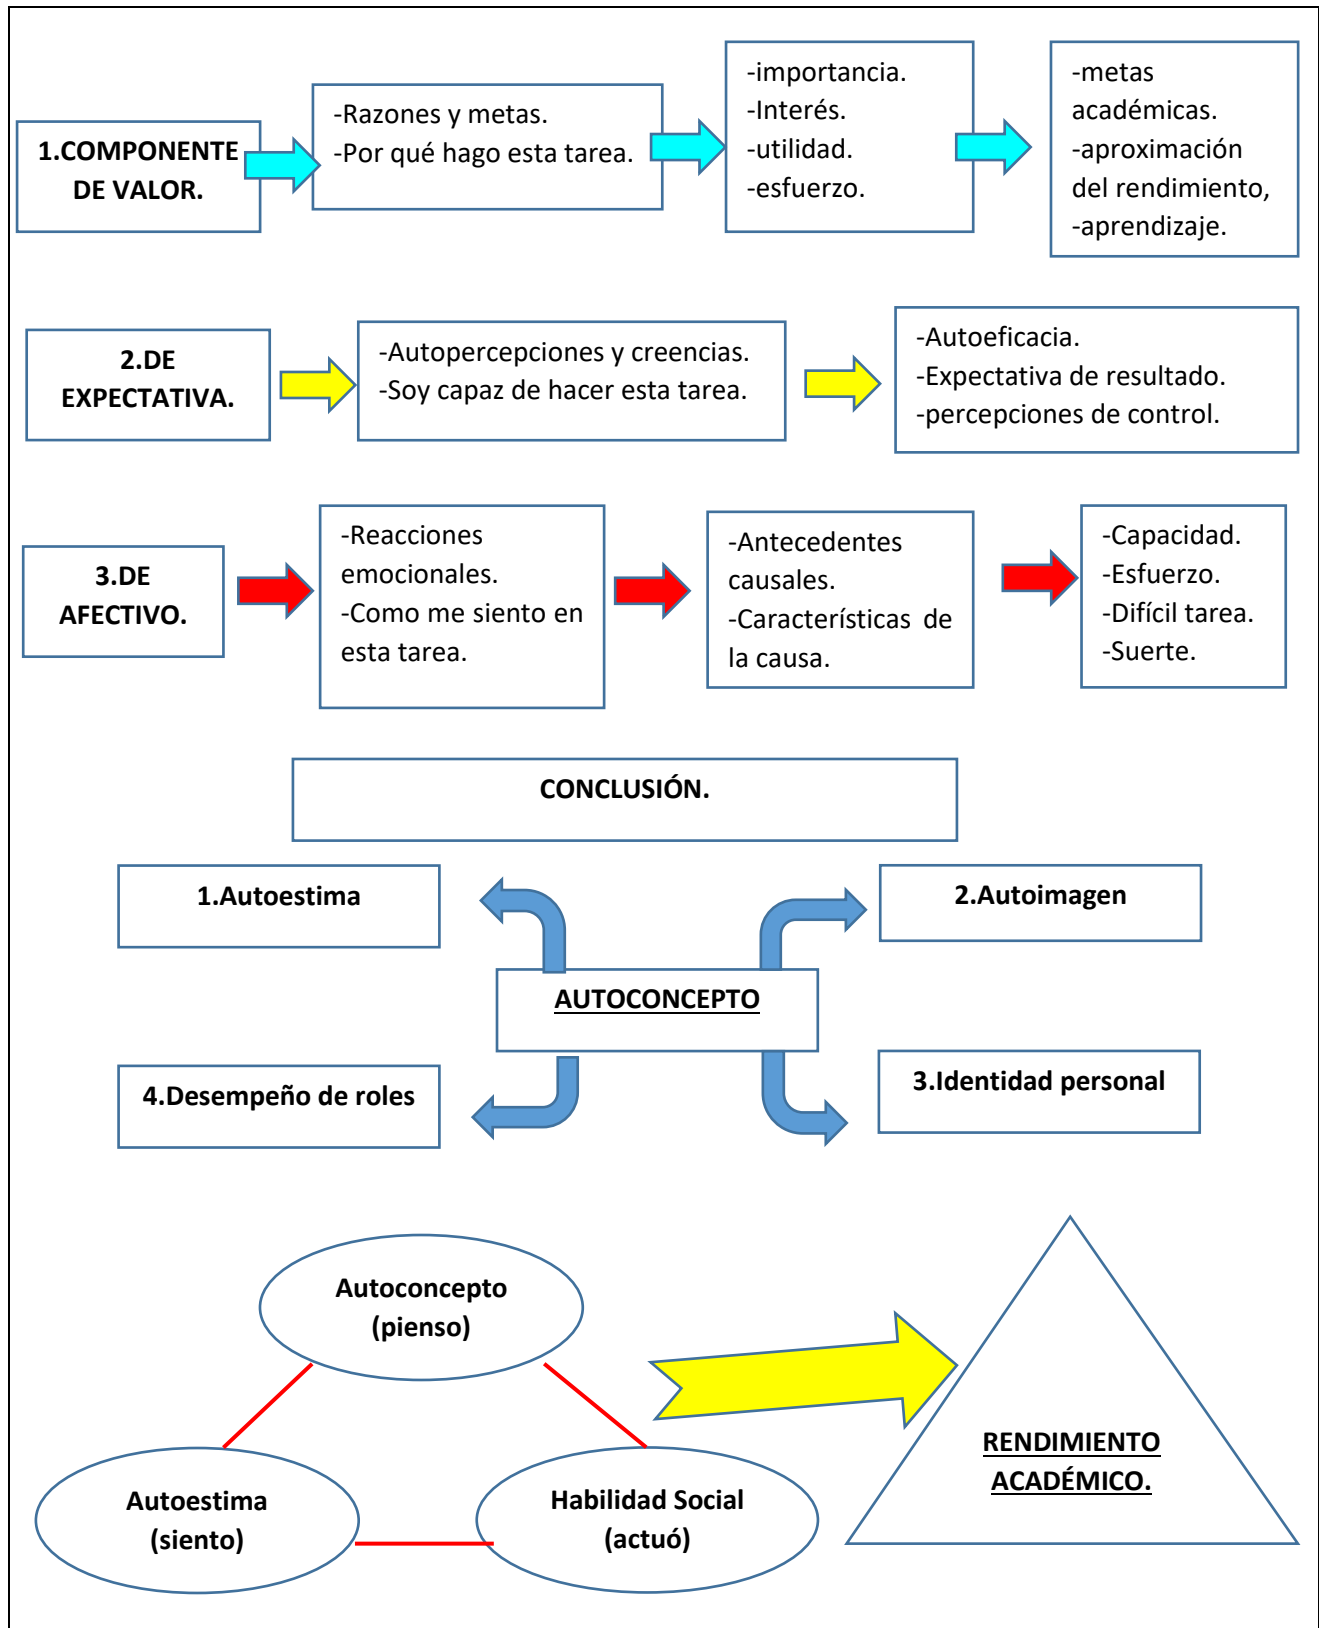 1.COMPONENTE
DE VALOR.
-Razones y metas.
-Por qué hago esta tarea.
-importancia.
-Interés.
-utilidad.
-esfuerzo.
-metas
académicas.
-aproximación
del rendimiento,
-aprendizaje.
2.DE
EXPECTATIVA.
-Autopercepciones y creencias.
-Soy capaz de hacer esta tarea.
-Autoeficacia.
-Expectativa de resultado.
-percepciones de control.
3.DE
AFECTIVO.
-Reacciones
emocionales.
-Como me siento en
esta tarea.
-Antecedentes
causales.
-Características de
la causa.
-Capacidad.
-Esfuerzo.
-Difícil tarea.
-Suerte.
CONCLUSIÓN.
1.Autoestima
2.Autoimagen
AUTOCONCEPTO
4.Desempeño de roles
3.Identidad personal
Autoconcepto
(pienso)
Autoestima
(siento)
Habilidad Social
(actuó)
RENDIMIENTO
ACADÉMICO.